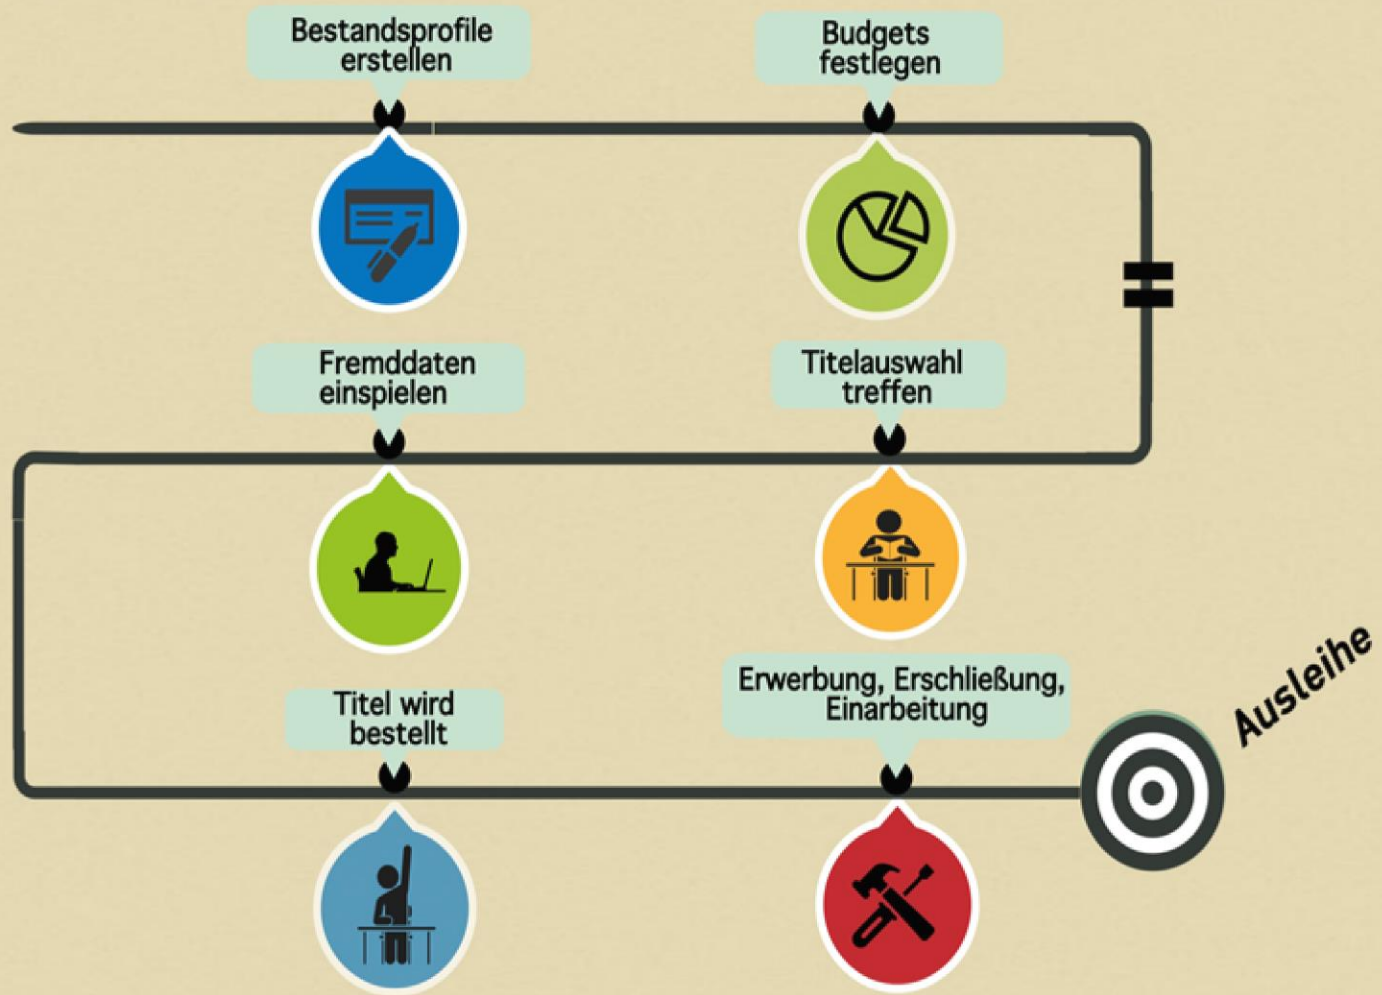 Bestandsprofile
erstellen
Budgets
festlegen
Titelauswahl
treffen
Fremddaten
einspielen
Titel wird
bestellt
Erwerbung, Erschließung,
Einarbeitung
Ausleihe